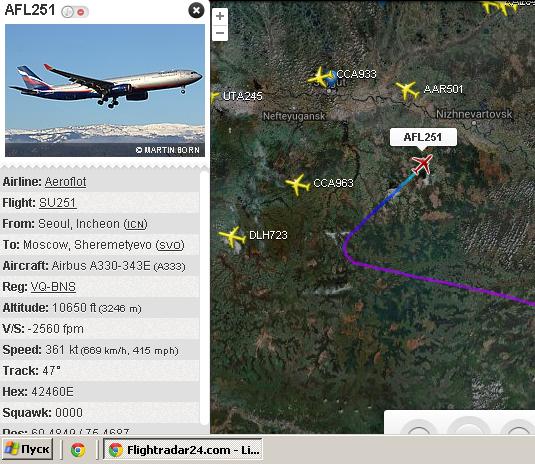 AFL251
© MARTIN BORN
Airline: Aeroflot
Flight: SU251
From: Seoul, Incheon (ICN)
To: Moscow, Sheremetyevo (SVO)
Aircraft: Airbus A330-343E (A333)
Reg: VQ-BNS
Altitude: 10650 ft (3246 m)
V/S: -2560 fpm
Speed: 361 kt (669 km/h, 415 mph)
Track: 47°
Hex: 42460E
Squawk: 0000
Pos: 60.4849 / 75.4687
+
−
CCA933
UTA245
AAR501
Nefteyugansk
Nizhnevartovsk
AFL251
CCA963
DLH723
Пуск
Flightradar24.com - Li...